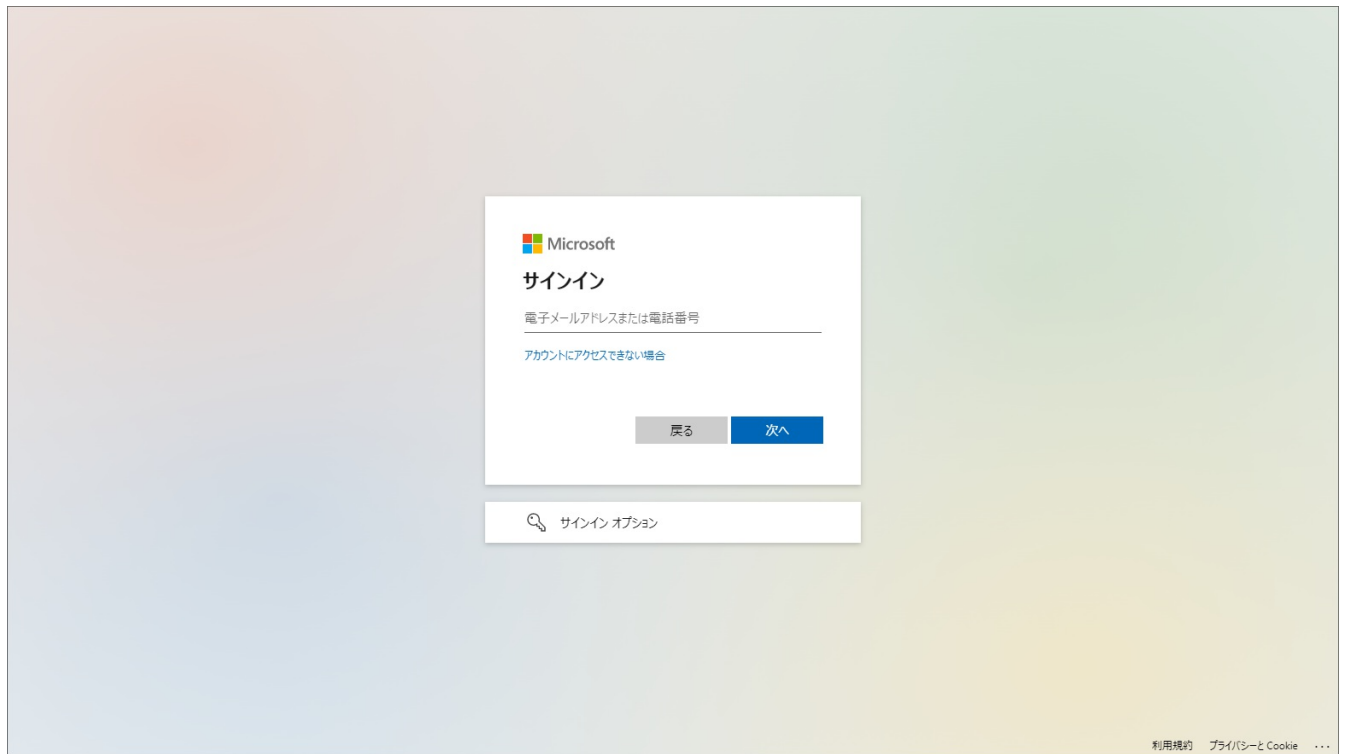 Microsoft
サインイン
電子メールアドレスまたは電話番号
アカウントにアクセスできない場合
戻る 次へ
サインイン オプション
利用規約 プライバシーと Cookie ...